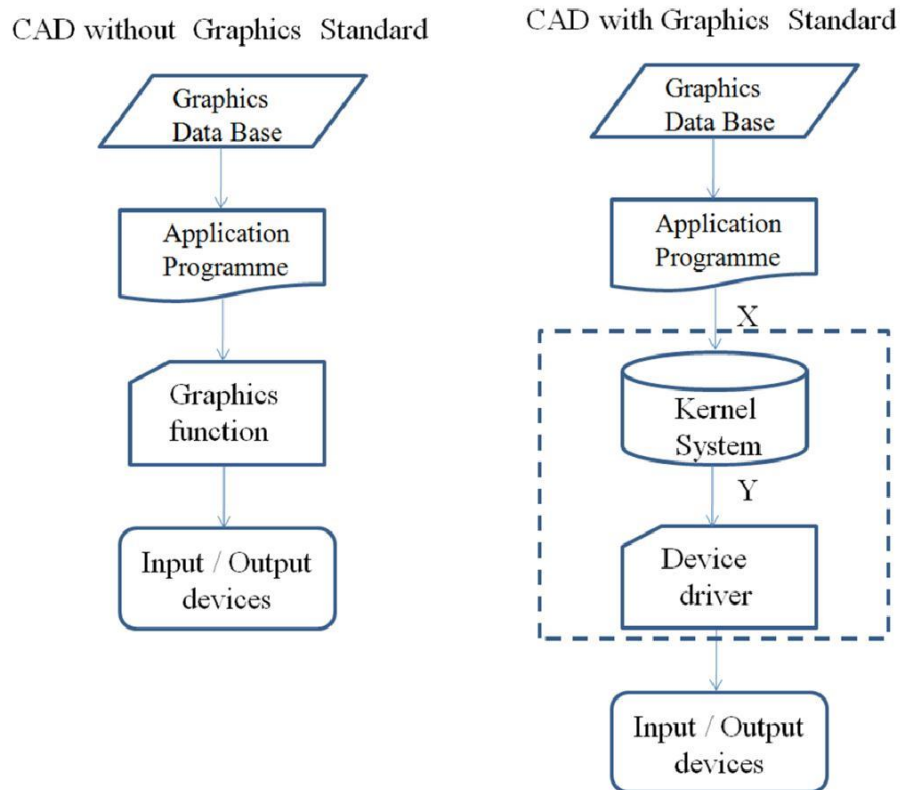 CAD without Graphics Standard
Graphics
Data Base
Application
Programme
Graphics
function
Input / Output
devices
CAD with Graphics Standard
Graphics
Data Base
Application
Programme
X
Kernel
System
Y
Device
driver
Input / Output
devices